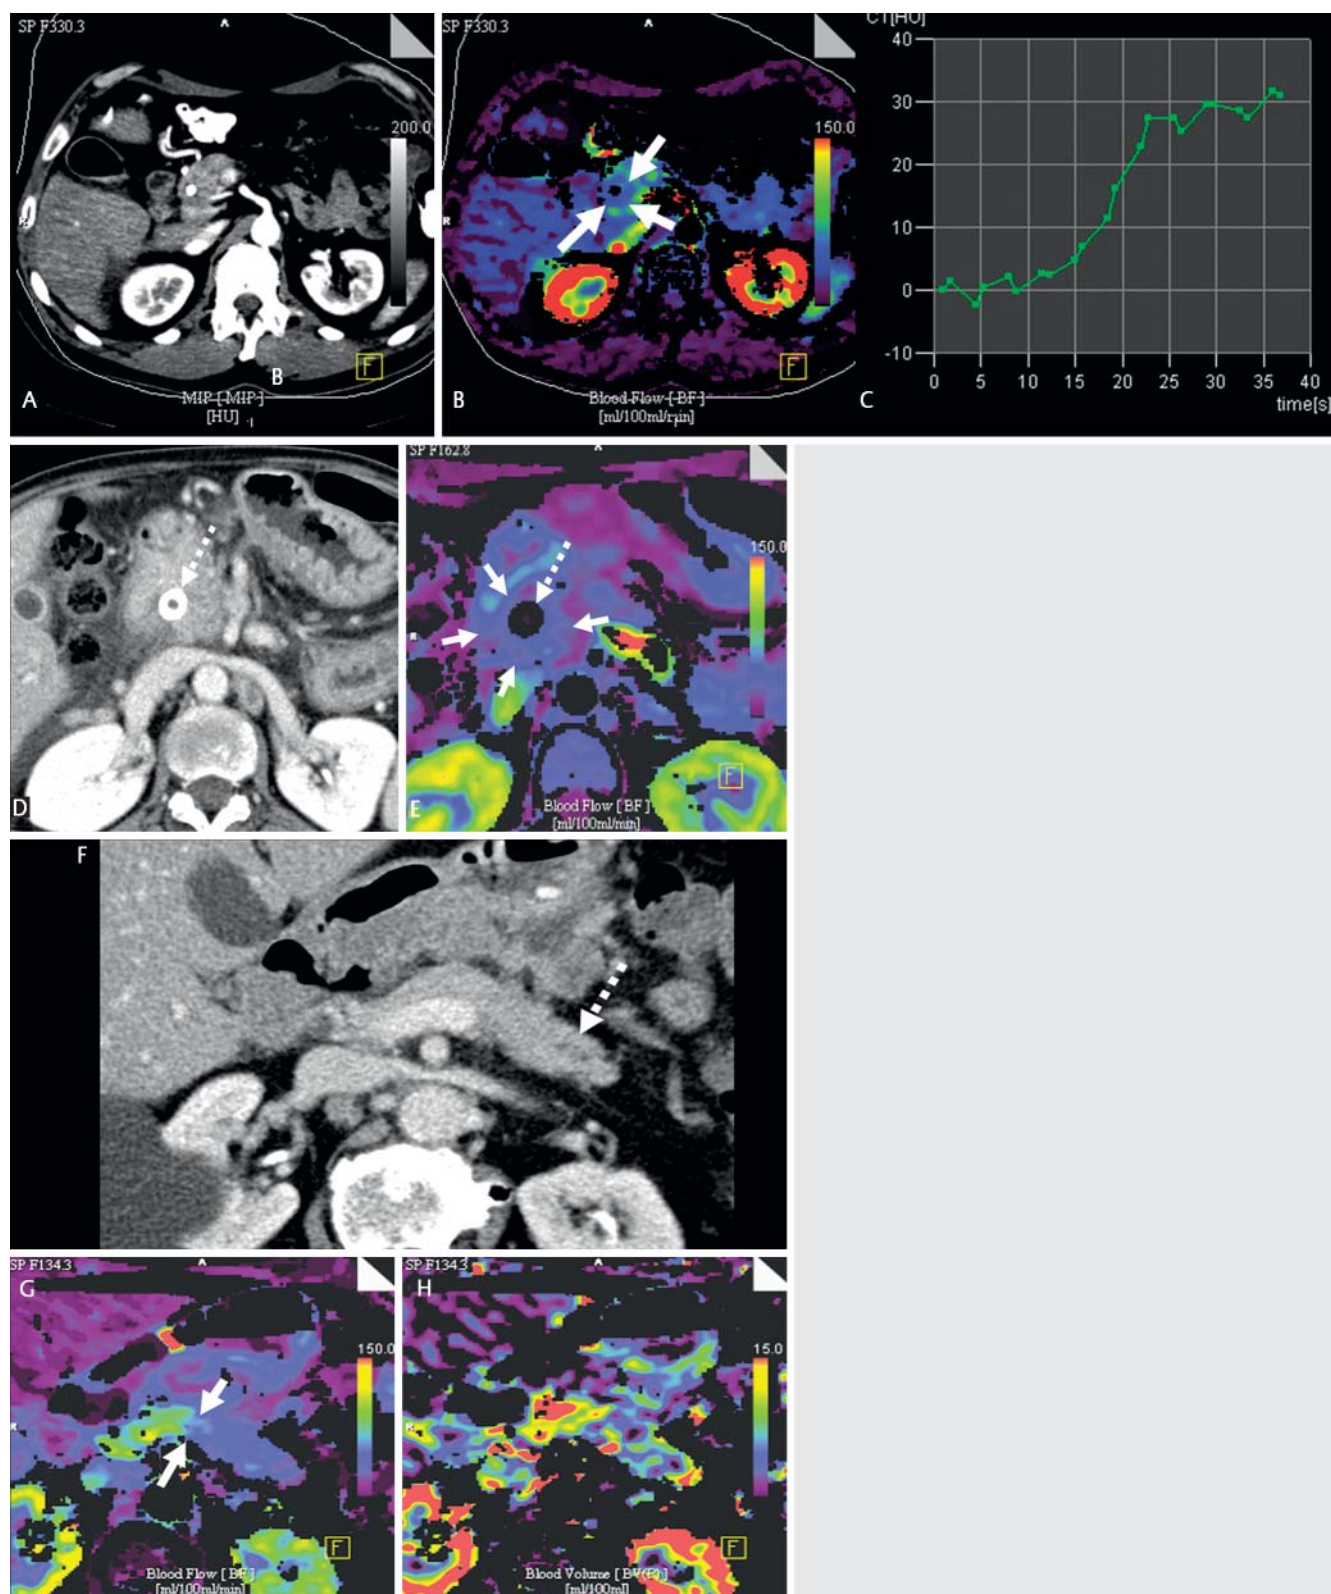 SP F330.3
200.0
R
F
B
MIP [ MIP ]
[HU]
A
SP F330.3
150.0
R
F
Blood Flow [ BF ]
[ml/100ml/min]
B
CT[HU]
40
30
20
10
0
-10
0 5 10 15 20 25 30 35 40
time[s]
C
D
SP F162.8
150.0
R
F
Blood Flow [ BF ]
[ml/100ml/min]
E
F
SP F134.3
G
150.0
R
F
Blood Flow [ BF ]
[ml/100ml/min]
SP F134.3
H
15.0
R
F
Blood Volume [ BV(P) ]
[ml/100ml]